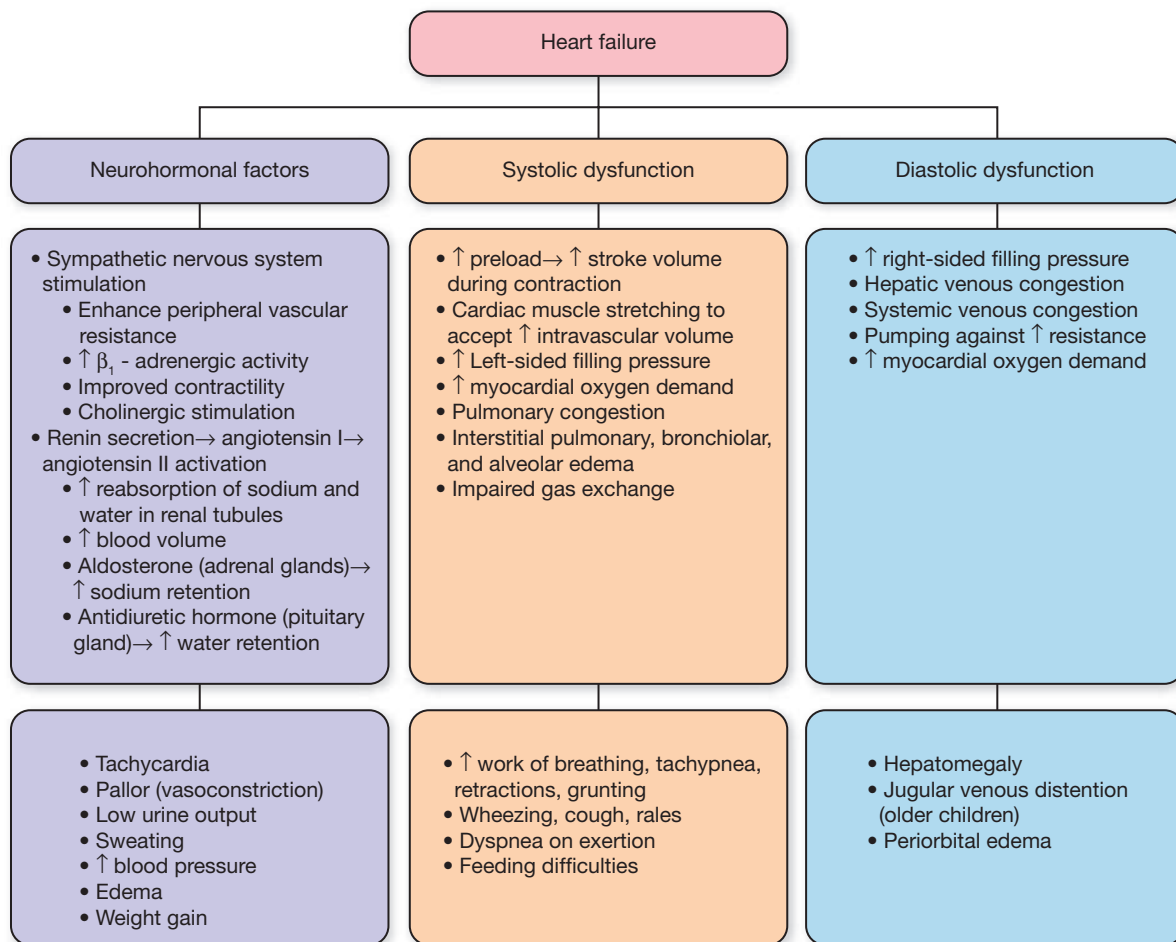 Heart failure
Neurohormonal factors
Systolic dysfunction
Diastolic dysfunction
• Sympathetic nervous system
stimulation
• Enhance peripheral vascular
resistance
• ↑ β₁ - adrenergic activity
• Improved contractility
• Cholinergic stimulation
• Renin secretion→ angiotensin I→
angiotensin II activation
• ↑ reabsorption of sodium and
water in renal tubules
• ↑ blood volume
• Aldosterone (adrenal glands)→
↑ sodium retention
• Antidiuretic hormone (pituitary
gland)→ ↑ water retention
• ↑ preload→ ↑ stroke volume
during contraction
• Cardiac muscle stretching to
accept ↑ intravascular volume
• ↑ Left-sided filling pressure
• ↑ myocardial oxygen demand
• Pulmonary congestion
• Interstitial pulmonary, bronchiolar,
and alveolar edema
• Impaired gas exchange
• ↑ right-sided filling pressure
• Hepatic venous congestion
• Systemic venous congestion
• Pumping against ↑ resistance
• ↑ myocardial oxygen demand
• Tachycardia
• Pallor (vasoconstriction)
• Low urine output
• Sweating
• ↑ blood pressure
• Edema
• Weight gain
• ↑ work of breathing, tachypnea,
retractions, grunting
• Wheezing, cough, rales
• Dyspnea on exertion
• Feeding difficulties
• Hepatomegaly
• Jugular venous distention
(older children)
• Periorbital edema